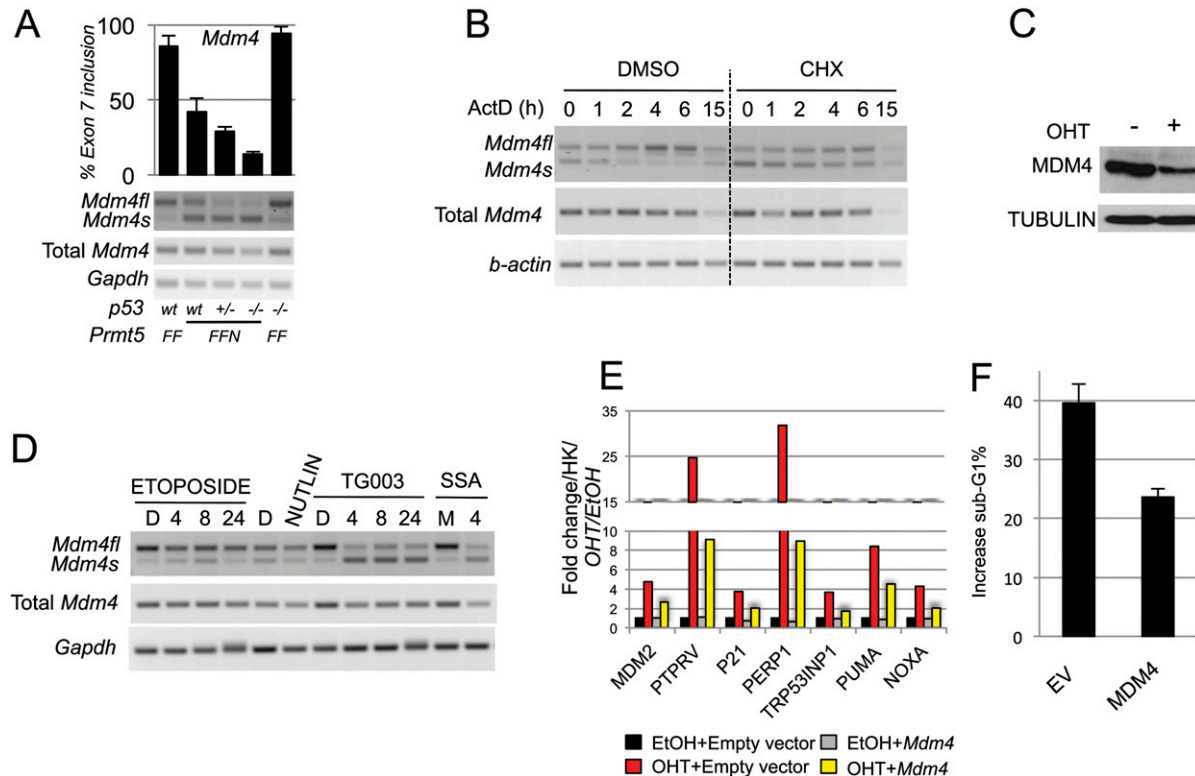 A
100
50
0
% Exon 7 inclusion
Mdm4
Mdm4fl
Mdm4s
Total Mdm4
Gapdh
p53 wt wt +/- -/- -/-
Prmt5 FF FFN FF
B
DMSO CHX
ActD (h) 0 1 2 4 6 15 0 1 2 4 6 15
Mdm4fl
Mdm4s
Total Mdm4
b-actin
C
OHT - +
MDM4
TUBULIN
D
ETOPOSIDE NUTLIN TG003 SSA
D 4 8 24 D D 4 8 24 M 4
Mdm4fl
Mdm4s
Total Mdm4
Gapdh
E
Fold change/HK/
OHT/EtOH
35
25
15
10
8
6
4
2
0
MDM2 PTPRV P21 PERP1 TRP53INP1 PUMA NOXA
EtOH+Empty vector EtOH+Mdm4
OHT+Empty vector OHT+Mdm4
F
Increase sub-G1%
40
30
20
10
0
EV MDM4